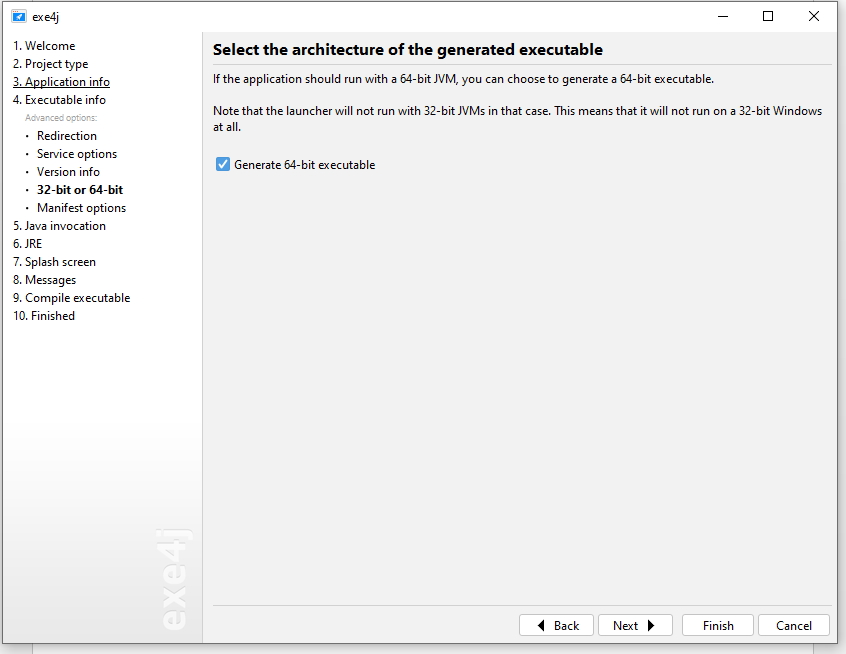 exe4j
1. Welcome
2. Project type
3. Application info
4. Executable info
Advanced options:
• Redirection
• Service options
• Version info
• 32-bit or 64-bit
• Manifest options
5. Java invocation
6. JRE
7. Splash screen
8. Messages
9. Compile executable
10. Finished
exe4j
Select the architecture of the generated executable
If the application should run with a 64-bit JVM, you can choose to generate a 64-bit executable.
Note that the launcher will not run with 32-bit JVMs in that case. This means that it will not run on a 32-bit Windows
at all.
Generate 64-bit executable
Back Next Finish Cancel